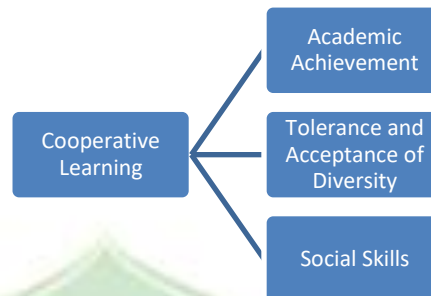 Academic
Achievement
Cooperative
Learning
Tolerance and
Acceptance of
Diversity
Social Skills